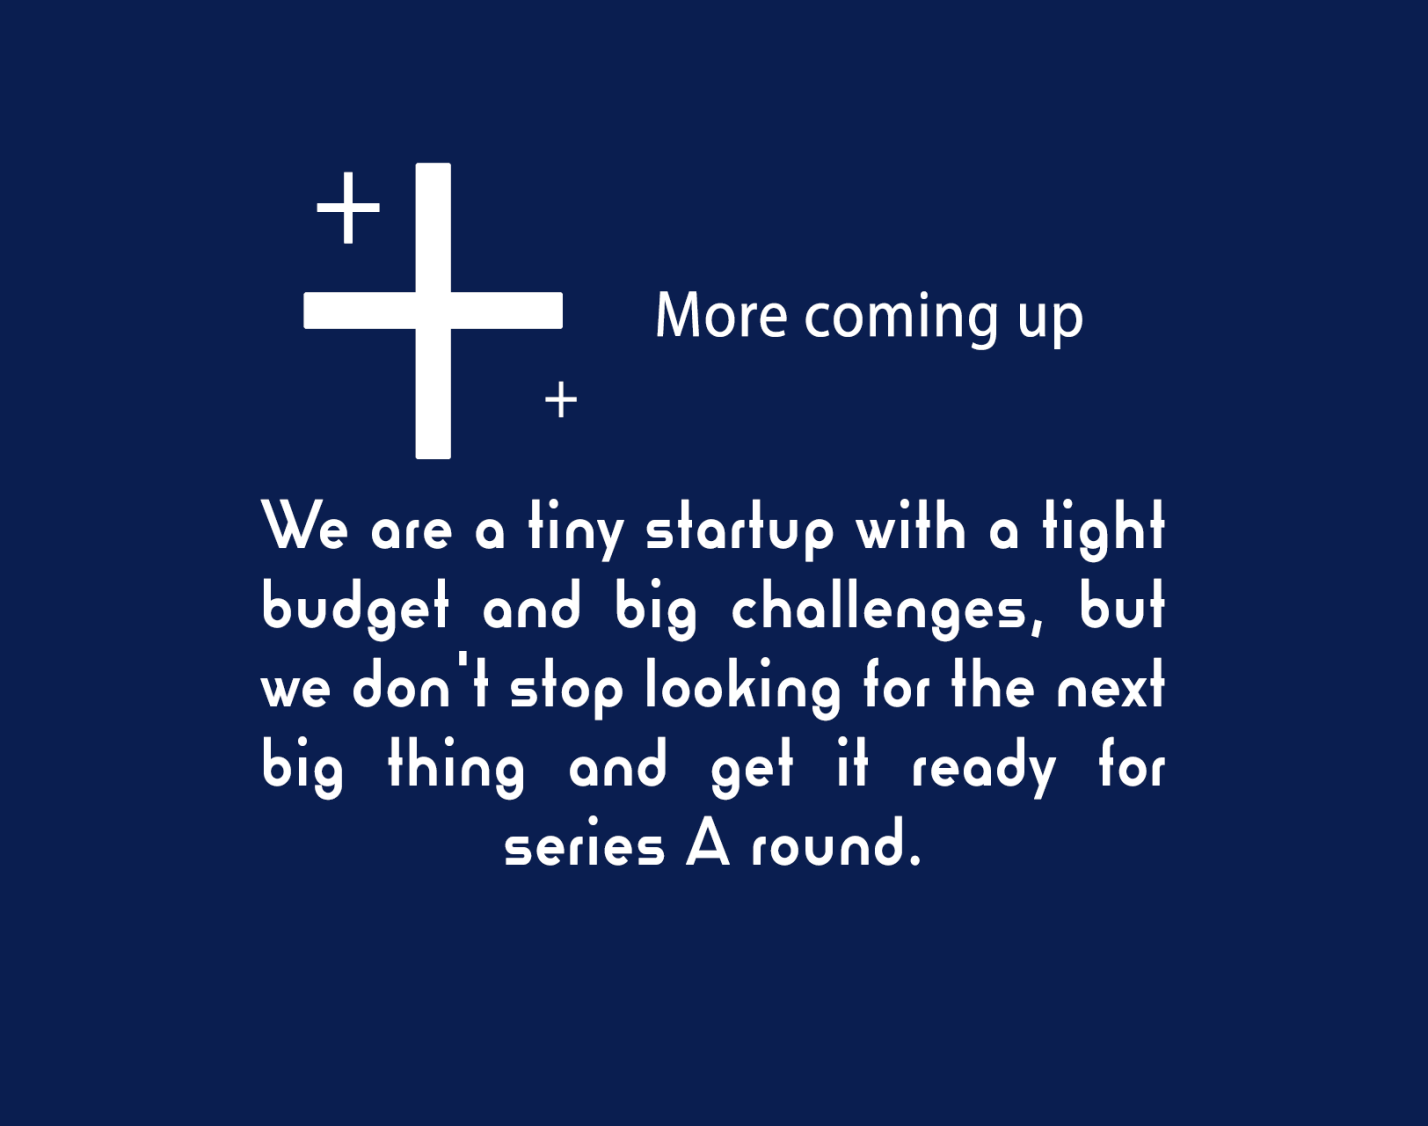 More coming up
We are a tiny startup with a tight
budget and big challenges, but
we don't stop looking for the next
big thing and get it ready for
series A round.